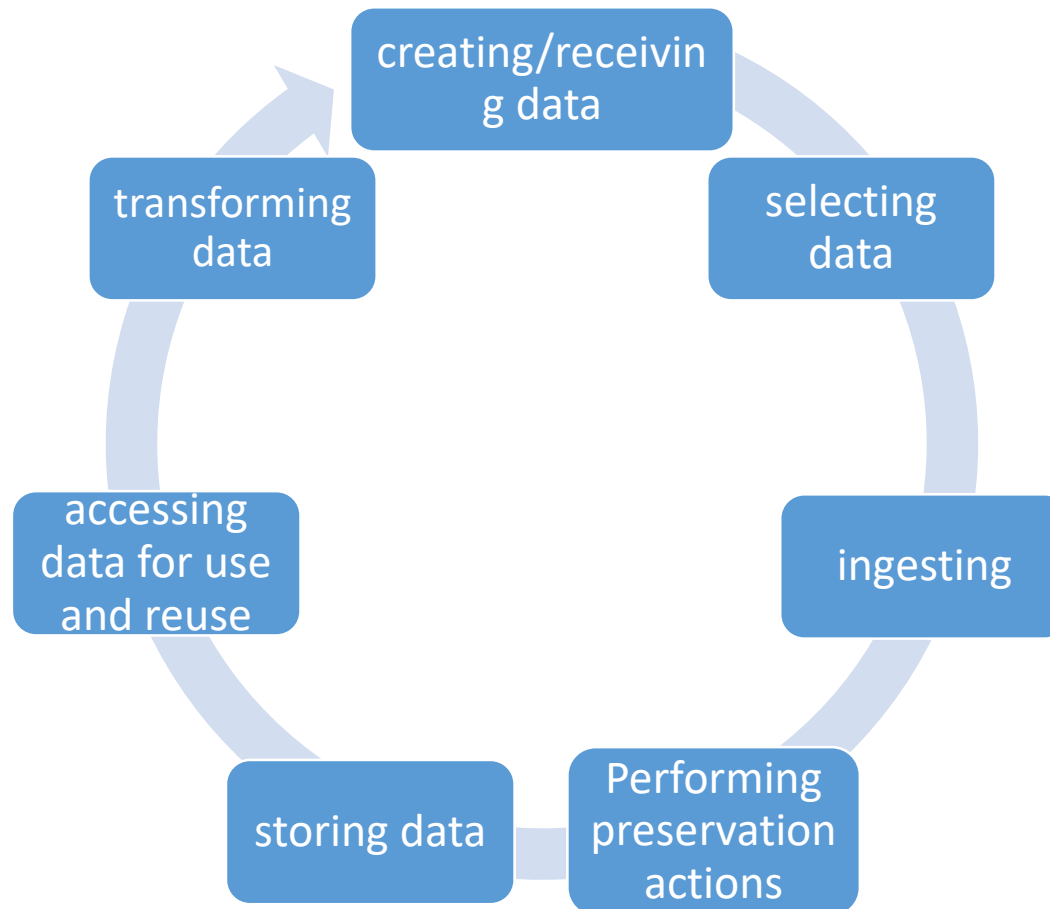 creating/receivin
g data
selecting
data
ingesting
Performing
preservation
actions
storing data
accessing
data for use
and reuse
transforming
data